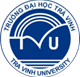 TRƯỜNG ĐẠI HỌC TRÀ VINH
TVU
TRA VINH UNIVERSITY